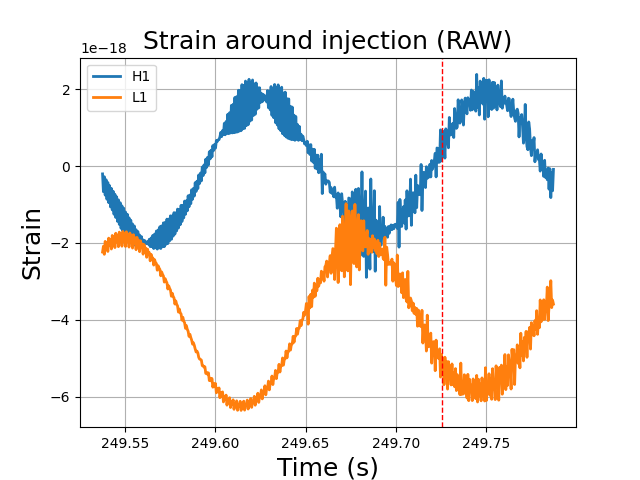 Strain around injection (RAW)
1e−18
H1
L1
2
0
−2
−4
−6
Strain
249.55
249.60
249.65
249.70
249.75
Time (s)